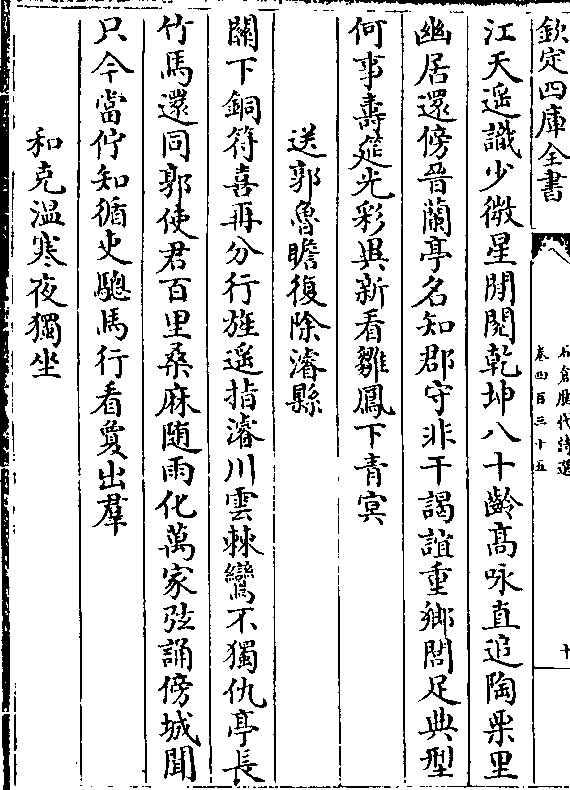 欽定四庫全書
石倉歷代詩選
卷四百三十五
十
江天遥識少微星閒閱乾坤八十齡髙咏直追陶栗里
幽居還傍晉蘭亭名知郡守非干謁誼重鄉閭足典型
何事壽筵光彩異新看雛鳳下青㝠
送郭魯瞻復除濬縣
闕下銅符喜再分行旌遥指濬川雲棘鸞不獨仇亭長
竹馬還同郭使君百里桑麻随雨化萬家弦誦傍城聞
只今當佇知循吏驄馬行看夐出羣
和克温寒夜獨坐